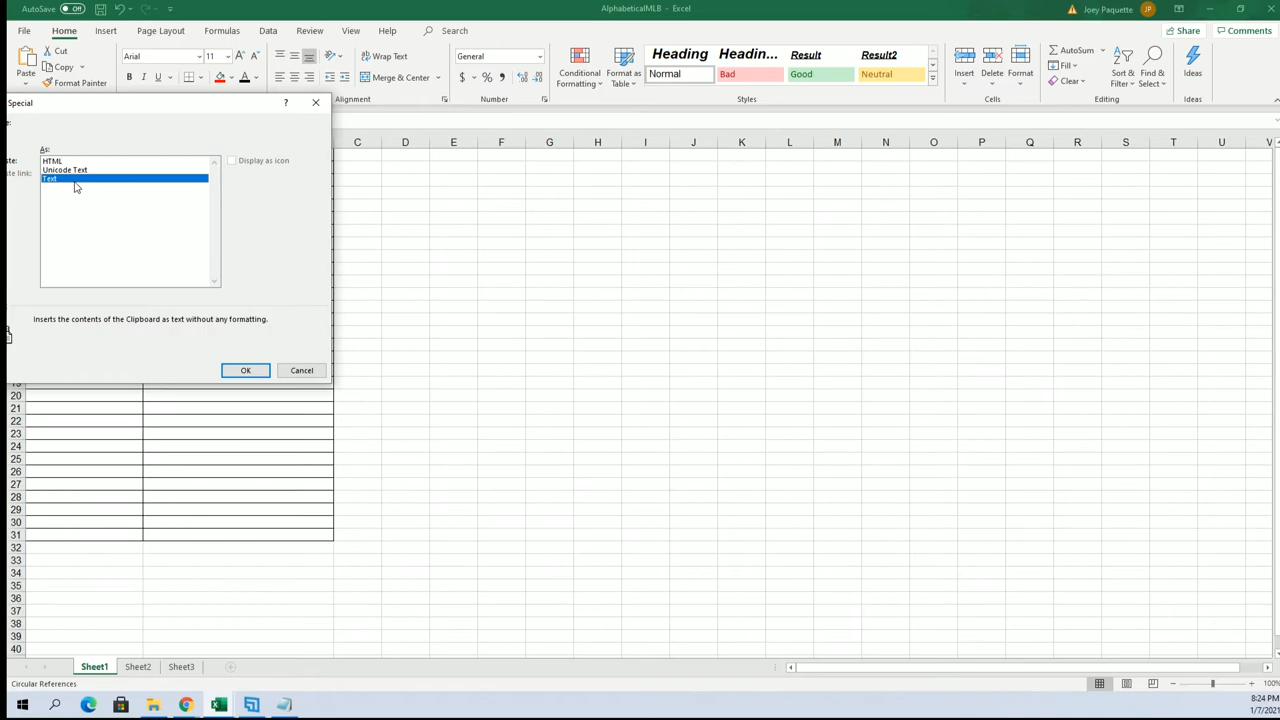 AutoSave Off
AlphabeticalMLB - Excel
Joey Paquette JP
File Home Insert Page Layout Formulas Data Review View Help Search
Share Comments
Paste
Cut
Copy
Format Painter
Arial 11
B I U
Wrap Text
Merge & Center
Alignment
General
$ % 9
Number
Conditional Formatting
Format as Table
Heading Headin... Result Result2
Normal Bad Good Neutral
Styles
Insert Delete Format
Cells
AutoSum
Fill
Clear
Sort & Filter
Find & Select
Editing
Ideas
Ideas
Special
? ×
As:
HTML
Unicode Text
Text
Display as icon
Inserts the contents of the Clipboard as text without any formatting.
OK Cancel
C D E F G H I J K L M N O P Q R S T U V
20
21
22
23
24
25
26
27
28
29
30
31
32
33
34
35
36
37
38
39
40
Sheet1 Sheet2 Sheet3
Circular References
100%
8:24 PM
1/7/2021